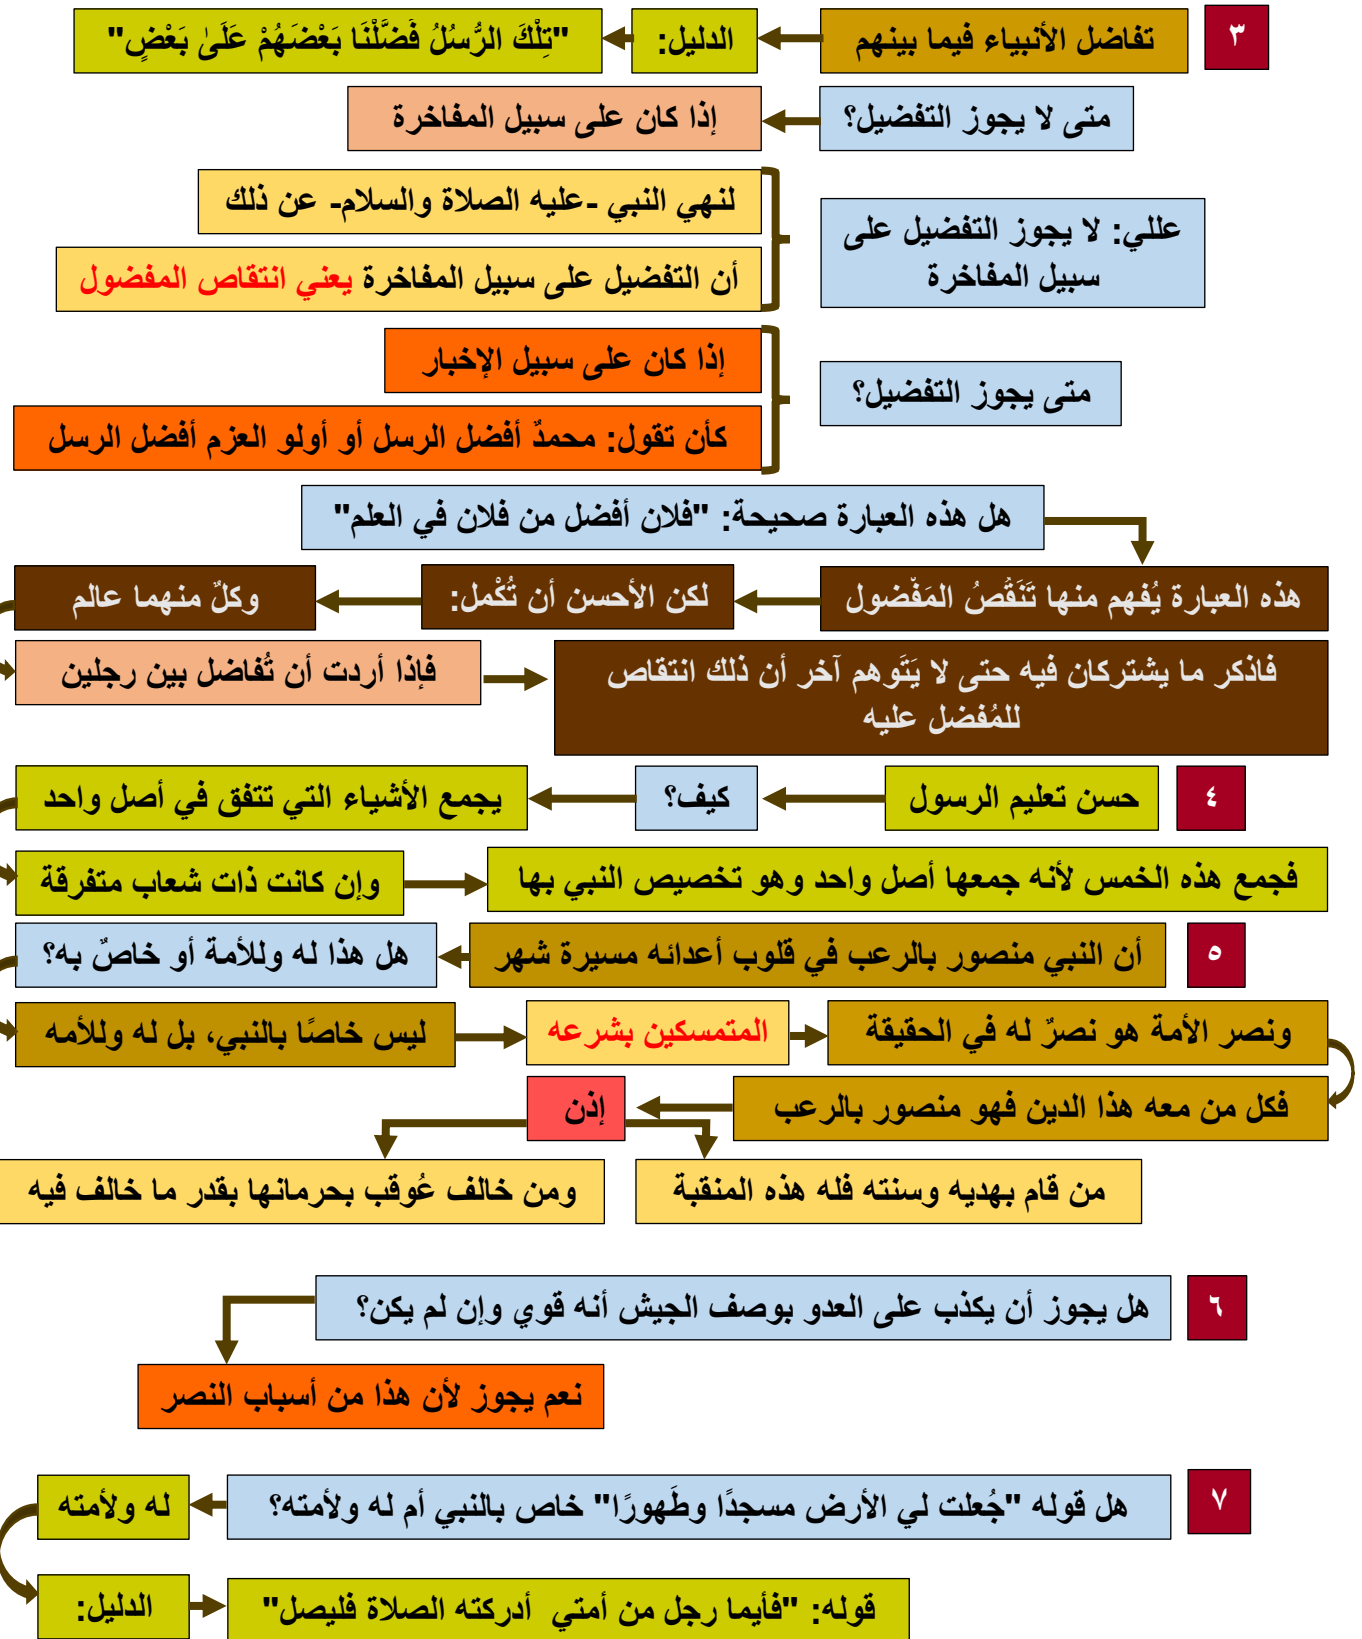 ٣
تفاضل الأنبياء فيما بينهم
الدليل:
"تِلْكَ الرُّسُلُ فَضَّلْنَا بَعْضَهُمْ عَلَىٰ بَعْضٍ"
متى لا يجوز التفضيل؟
إذا كان على سبيل المفاخرة
عللي: لا يجوز التفضيل على
سبيل المفاخرة
لنهي النبي -عليه الصلاة والسلام- عن ذلك
أن التفضيل على سبيل المفاخرة يعني انتقاص المفضول
متى يجوز التفضيل؟
إذا كان على سبيل الإخبار
كأن تقول: محمدٌ أفضل الرسل أو أولو العزم أفضل الرسل
هل هذه العبارة صحيحة: "فلان أفضل من فلان في العلم"
هذه العبارة يُفهم منها تَنَقُّصُ المَفْضول
لكن الأحسن أن تُكْمل:
وكلٌ منهما عالم
فإذا أردت أن تُفاضل بين رجلين
فاذكر ما يشتركان فيه حتى لا يَتَوهم آخر أن ذلك انتقاص
للمُفضل عليه
٤
حسن تعليم الرسول
كيف؟
يجمع الأشياء التي تتفق في أصل واحد
وإن كانت ذات شعاب متفرقة
فجمع هذه الخمس لأنه جمعها أصل واحد وهو تخصيص النبي بها
٥
أن النبي منصور بالرعب في قلوب أعدائه مسيرة شهر
هل هذا له وللأمة أو خاصٌ به؟
ليس خاصًا بالنبي، بل له وللأمه
المتمسكين بشرعه
ونصر الأمة هو نصرٌ له في الحقيقة
فكل من معه هذا الدين فهو منصور بالرعب
إذن
من قام بهديه وسنته فله هذه المنقبة
ومن خالف عُوقب بحرمانها بقدر ما خالف فيه
٦
هل يجوز أن يكذب على العدو بوصف الجيش أنه قوي وإن لم يكن؟
نعم يجوز لأن هذا من أسباب النصر
٧
هل قوله "جُعلت لي الأرض مسجدًا وطَهورًا" خاص بالنبي أم له ولأمته؟
له ولأمته
الدليل:
قوله: "فأيما رجل من أمتي أدركته الصلاة فليصل"